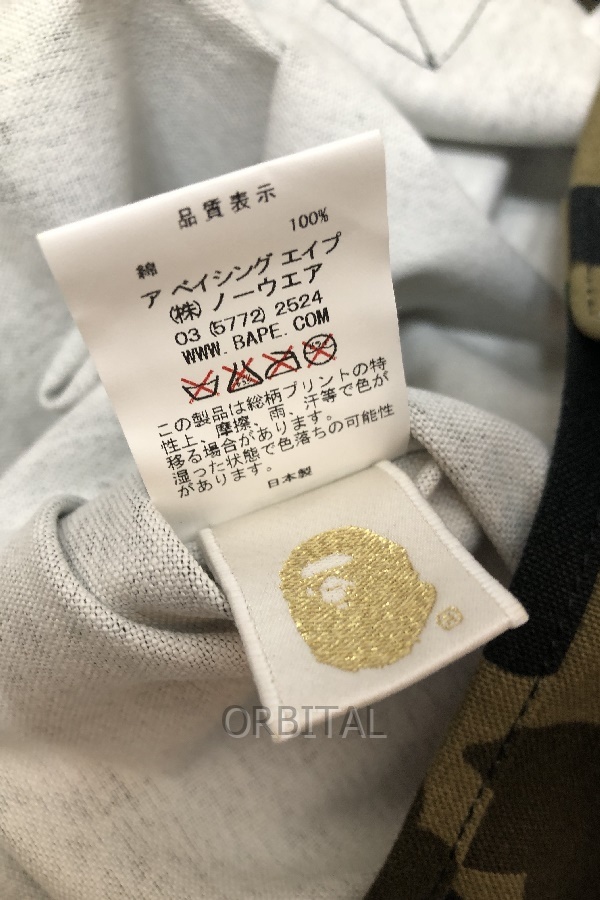 品質表示
綿 100%
ア ベイシング エイプ
(株) ノーウエア
03 (5772) 2524
WWW. BAPE. COM
この製品は総柄プリントの特
性上、摩擦、雨、汗等で色が
移る場合があります。
湿った状態で色落ちの可能性
があります。
日本製
ORBITAL